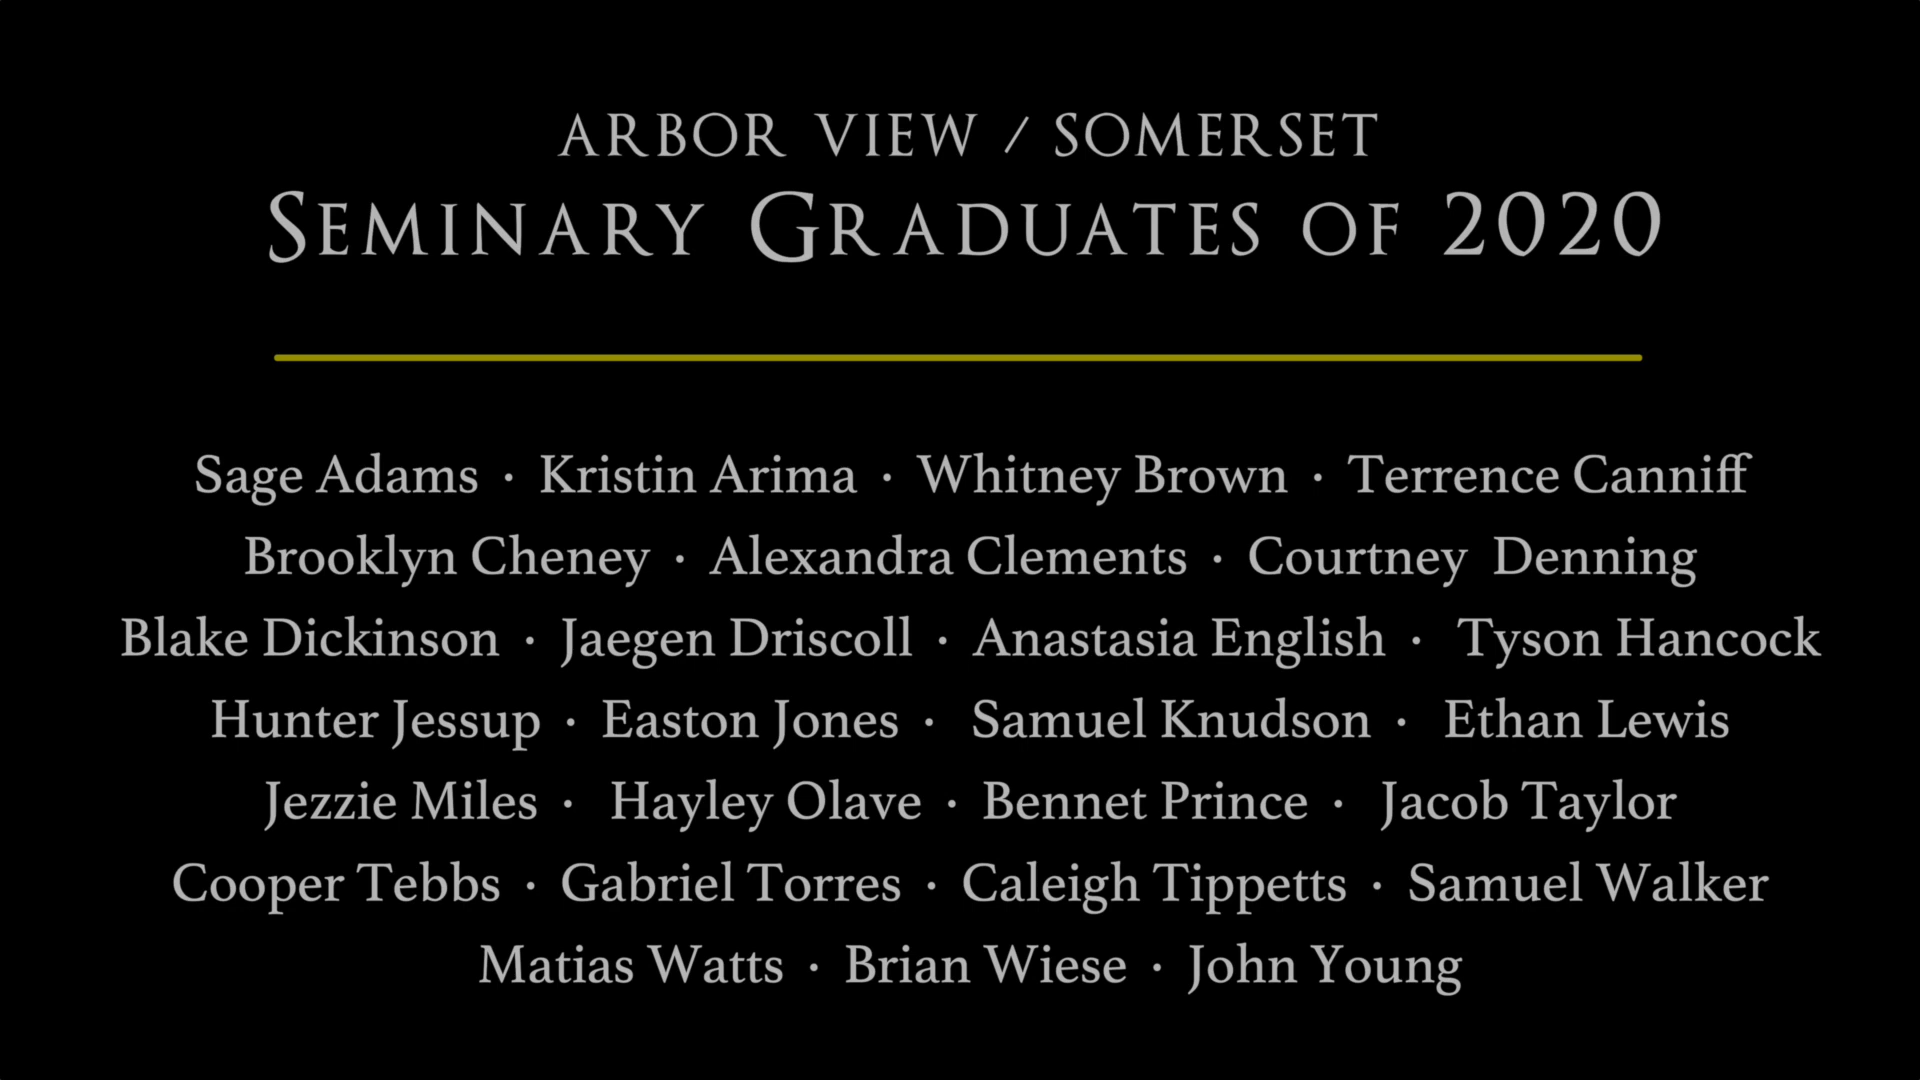 ARBOR VIEW / SOMERSET
SEMINARY GRADUATES OF 2020
Sage Adams · Kristin Arima · Whitney Brown · Terrence Canniff
Brooklyn Cheney · Alexandra Clements · Courtney Denning
Blake Dickinson · Jaegen Driscoll · Anastasia English · Tyson Hancock
Hunter Jessup · Easton Jones · Samuel Knudson · Ethan Lewis
Jezzie Miles · Hayley Olave · Bennet Prince · Jacob Taylor
Cooper Tebbs · Gabriel Torres · Caleigh Tippetts · Samuel Walker
Matias Watts · Brian Wiese · John Young